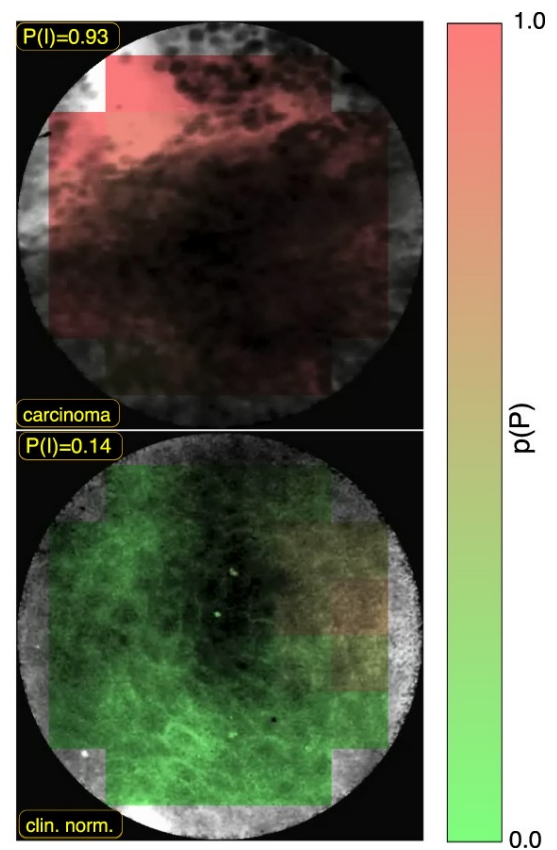 P(I)=0.93
1.0
carcinoma
P(I)=0.14
p(P)
clin. norm.
0.0